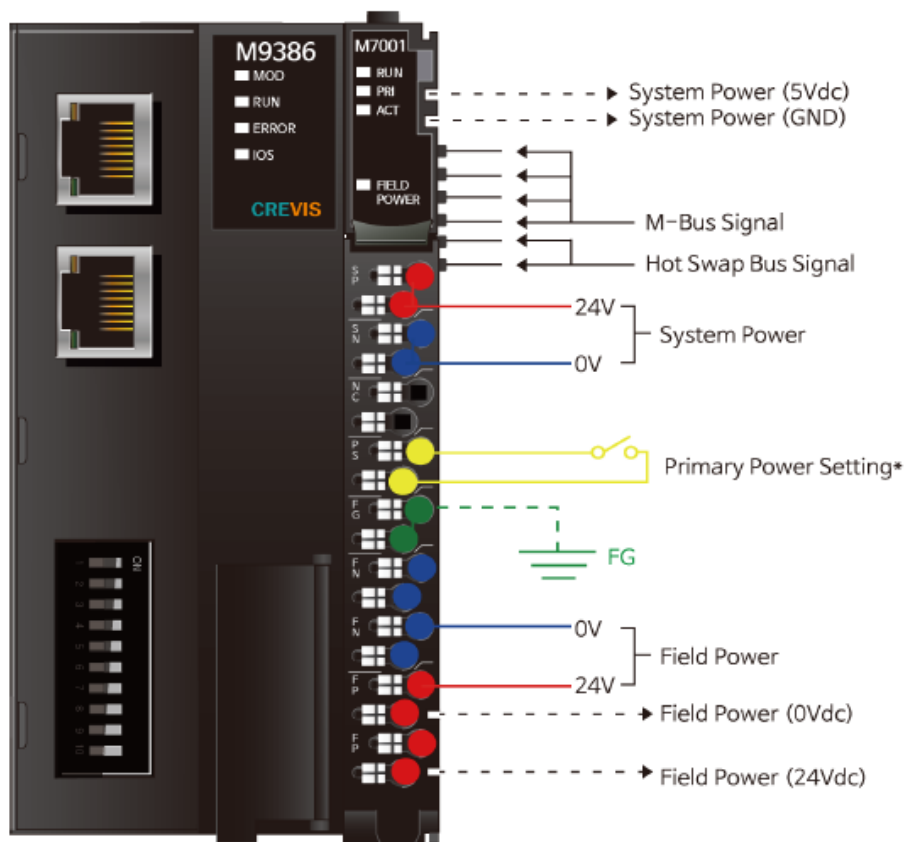 M9386
MOD
RUN
ERROR
IOS
CREVIS
M7001
RUN
PRI
ACT
FIELD
POWER
System Power (5Vdc)
System Power (GND)
M-Bus Signal
Hot Swap Bus Signal
SP
24V
System Power
SN
0V
NC
PS
Primary Power Setting*
FG
FG
FN
FN
0V
Field Power
FP
24V
Field Power (0Vdc)
FP
Field Power (24Vdc)
ON
1
2
3
4
5
6
7
8
9
10